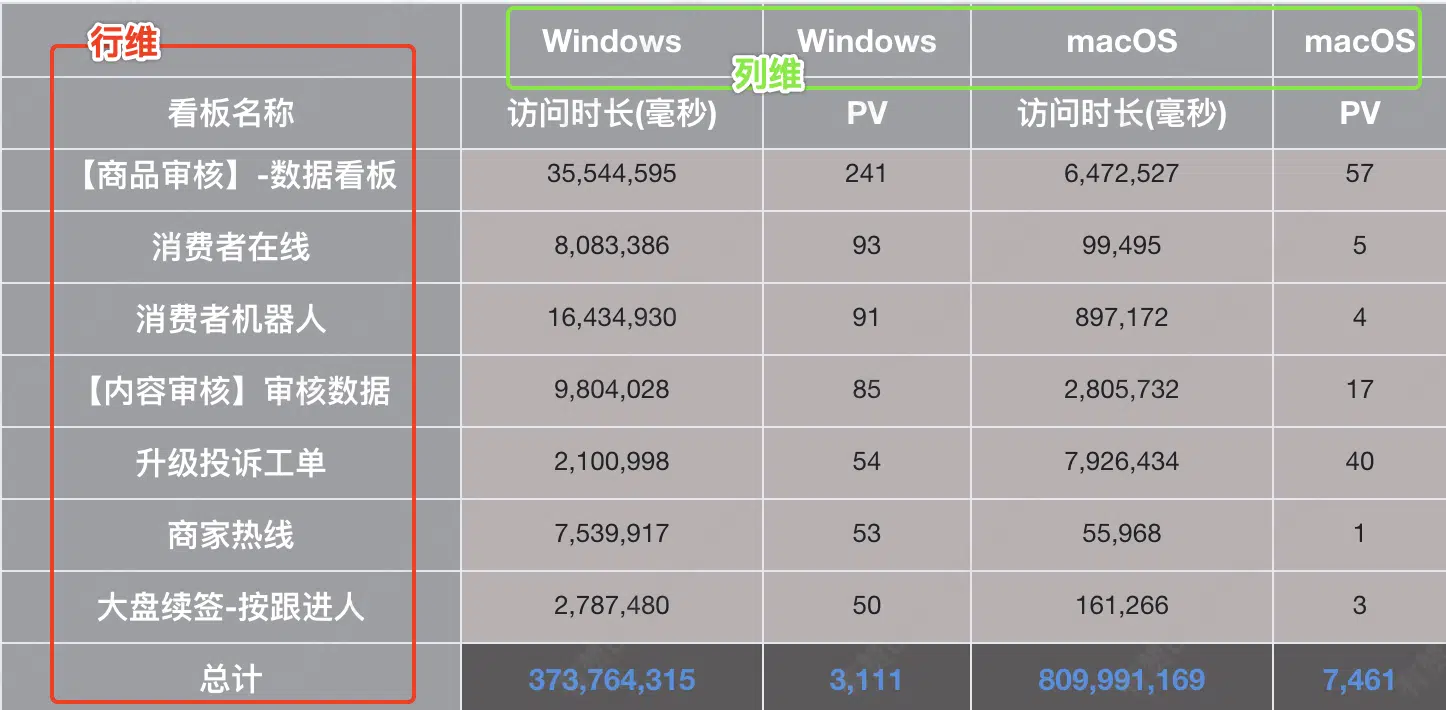 行维
Windows Windows macOS macOS
列维
看板名称 访问时长(毫秒) PV 访问时长(毫秒) PV
【商品审核】-数据看板 35,544,595 241 6,472,527 57
消费者在线 8,083,386 93 99,495 5
消费者机器人 16,434,930 91 897,172 4
【内容审核】审核数据 9,804,028 85 2,805,732 17
升级投诉工单 2,100,998 54 7,926,434 40
商家热线 7,539,917 53 55,968 1
大盘续签-按跟进人 2,787,480 50 161,266 3
总计 373,764,315 3,111 809,991,169 7,461